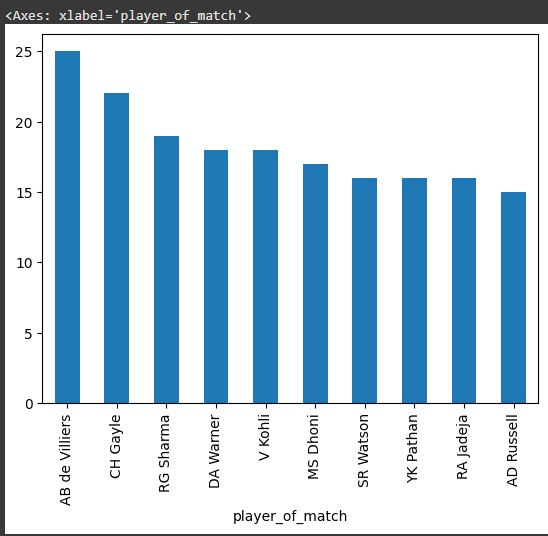 <Axes: xlabel='player_of_match'>
25
20
15
10
5
0
AB de Villiers
CH Gayle
RG Sharma
DA Warner
V Kohli
MS Dhoni
SR Watson
YK Pathan
RA Jadeja
AD Russell
player_of_match